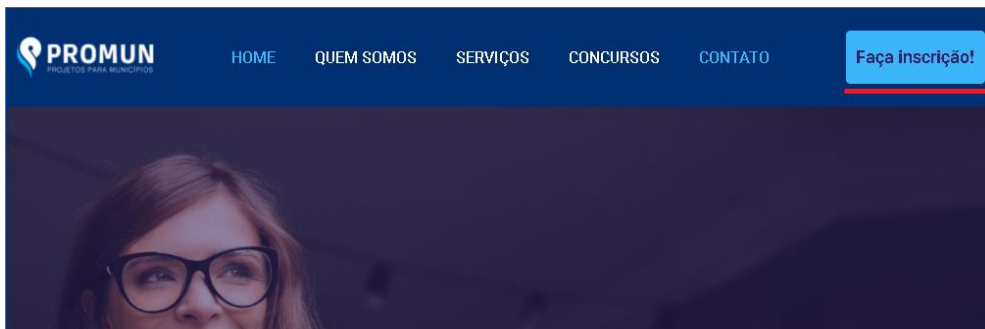 PROMUN
PROJETOS PARA MUNICÍPIOS
HOME QUEM SOMOS SERVIÇOS CONCURSOS CONTATO Faça inscrição!